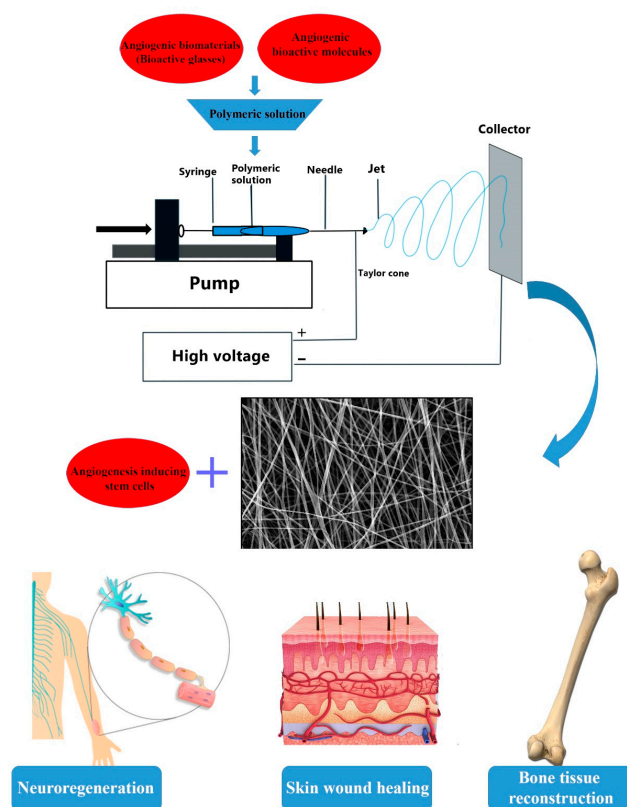 Angiogenic biomaterials
(Bioactive glasses)
Angiogenic
bioactive molecules
Polymeric solution
Collector
Syringe
Polymeric
solution
Needle
Jet
Taylor cone
Pump
+
High voltage
−
Angiogenesis inducing
stem cells
+
Neuroregeneration
Skin wound healing
Bone tissue
reconstruction